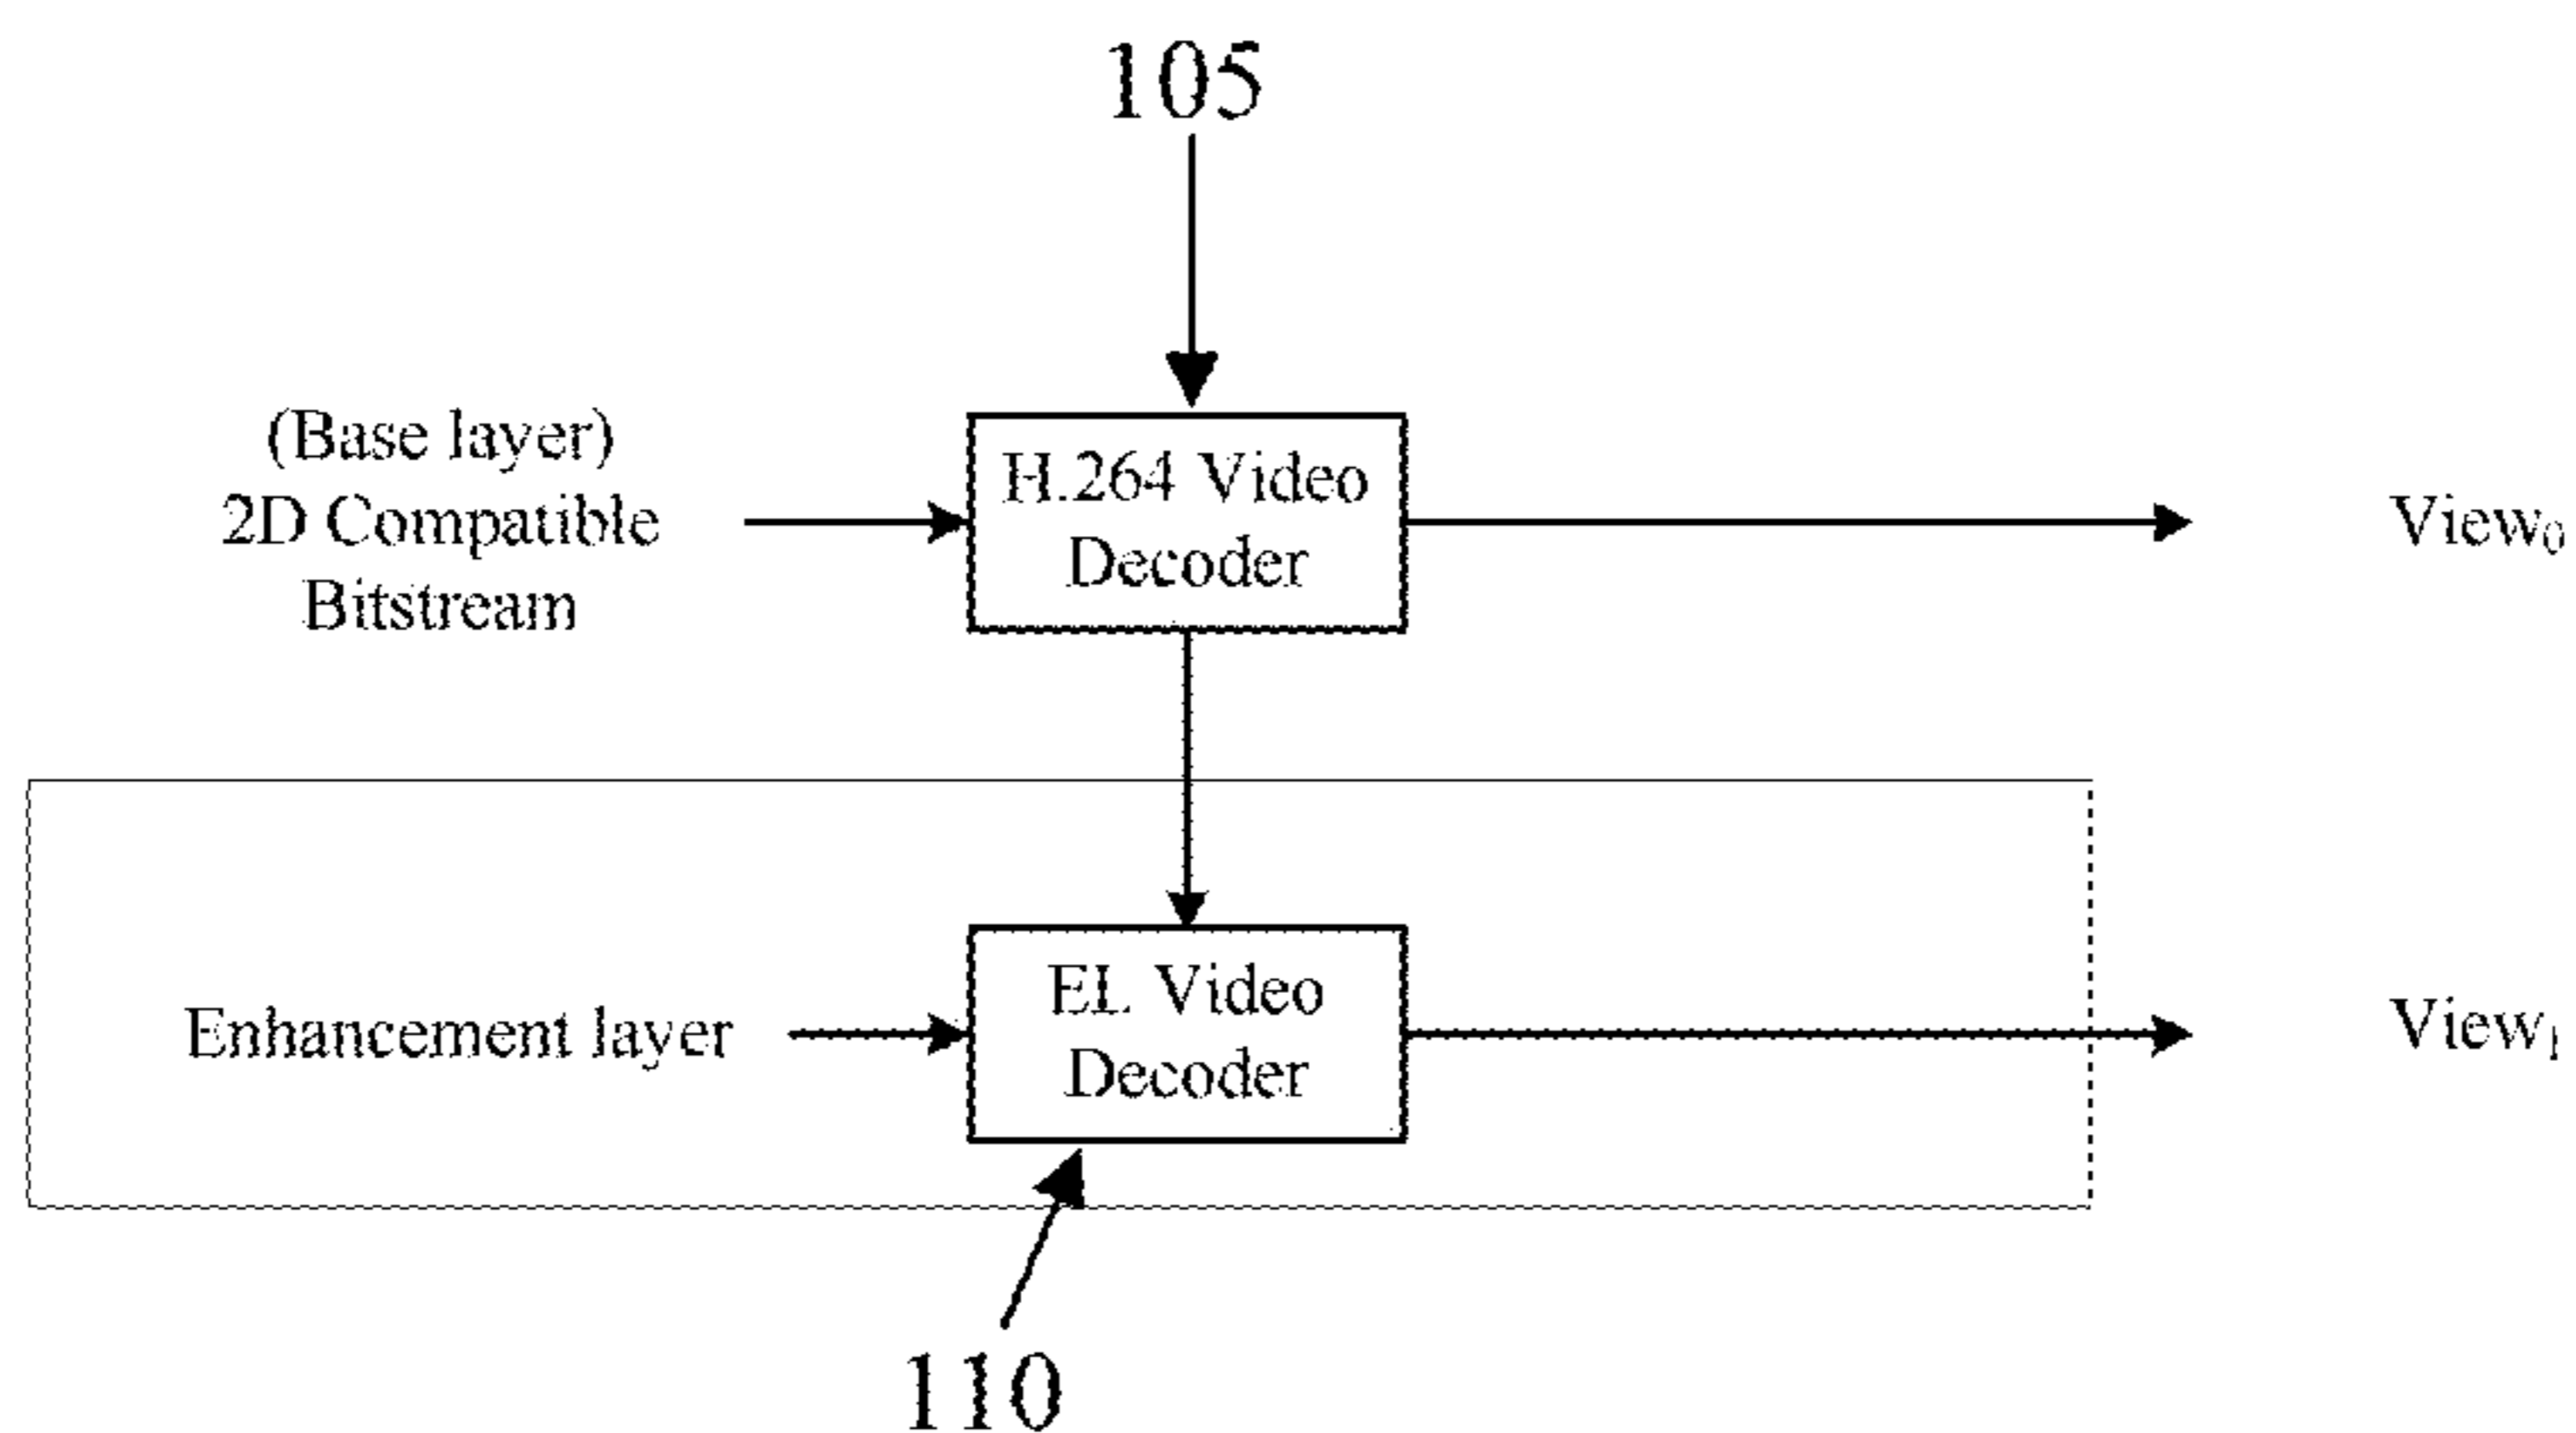 105
(Base layer)
2D Compatible
Bitstream
H.264 Video
Decoder
View₀
Enhancement layer
EL Video
Decoder
View₁
110